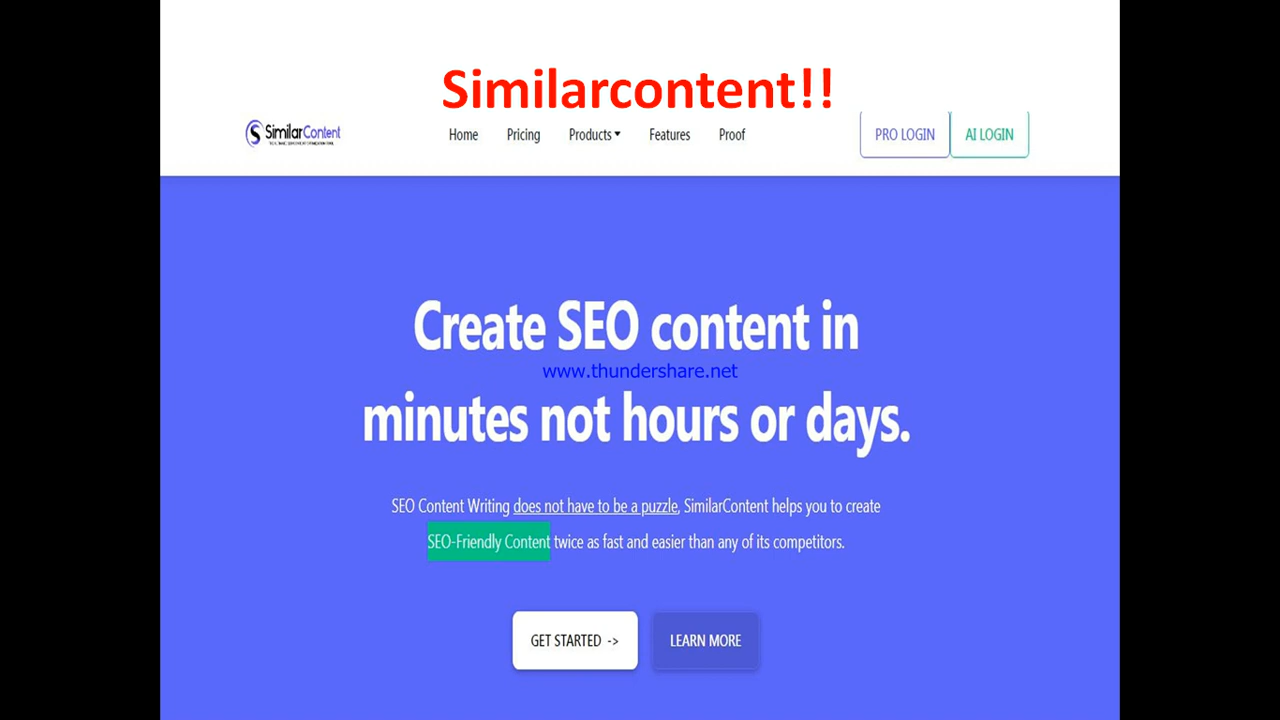 Similarcontent!!
SimilarContent
Home Pricing Products Features Proof PRO LOGIN AI LOGIN
Create SEO content in
www.thundershare.net
minutes not hours or days.
SEO Content Writing does not have to be a puzzle, SimilarContent helps you to create
SEO-Friendly Content twice as fast and easier than any of its competitors.
GET STARTED ->
LEARN MORE